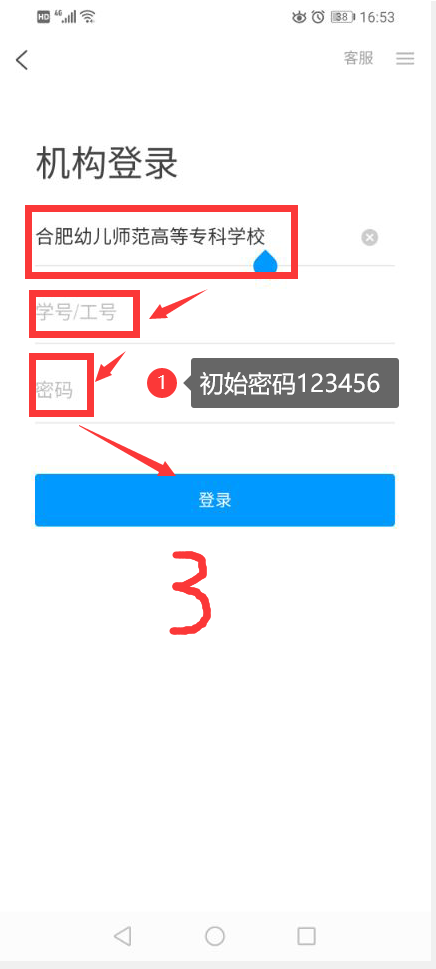 HD 4G 38 16:53
客服
机构登录
合肥幼儿师范高等专科学校
学号/工号
密码
1 初始密码123456
登录
3